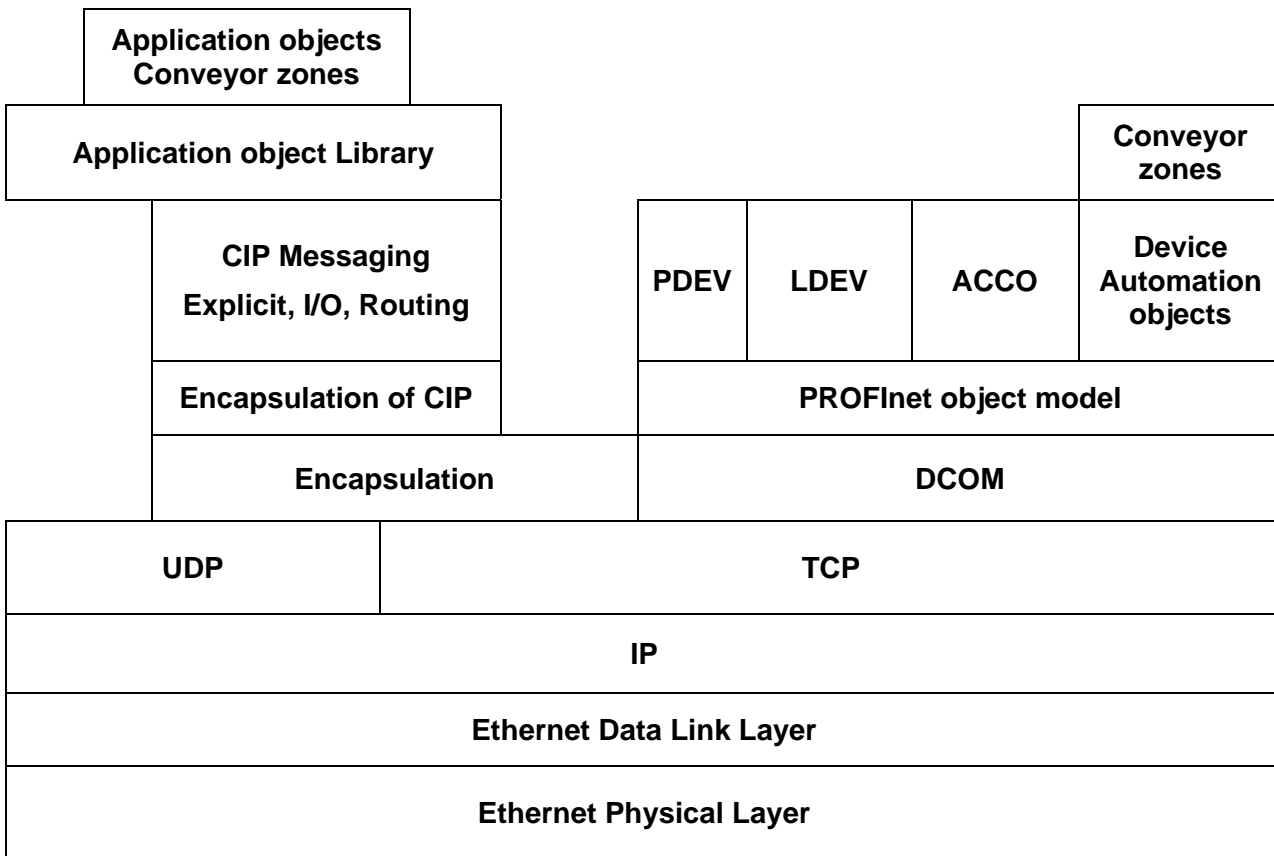 Application objects
Conveyor zones
Application object Library
Conveyor
zones
CIP Messaging
Explicit, I/O, Routing
PDEV
LDEV
ACCO
Device
Automation
objects
Encapsulation of CIP
PROFInet object model
Encapsulation
DCOM
UDP
TCP
IP
Ethernet Data Link Layer
Ethernet Physical Layer